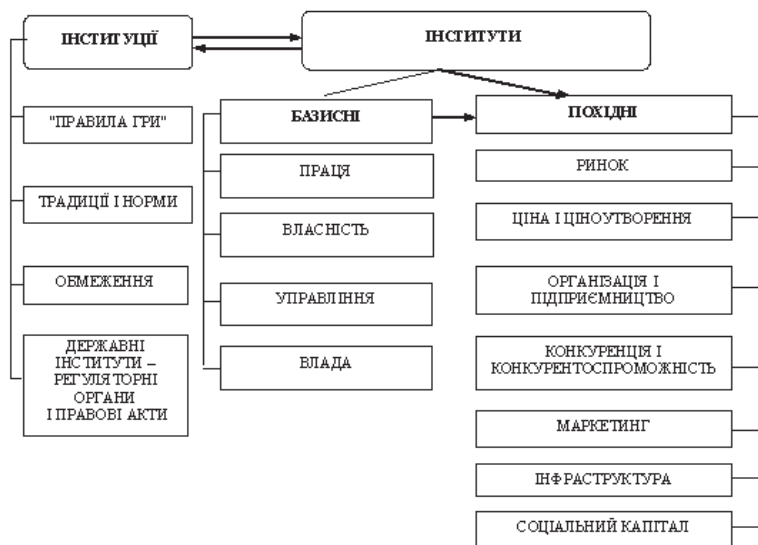 ІНСТИТУЦІЇ
ІНСТИТУТИ
"ПРАВИЛА ГРИ"
ТРАДИЦІЇ І НОРМИ
ОБМЕЖЕННЯ
ДЕРЖАВНІ
ІНСТИТУТИ –
РЕГУЛЯТОРНІ
ОРГАНИ
І ПРАВОВІ АКТИ
БАЗИСНІ
ПРАЦЯ
ВЛАСНІСТЬ
УПРАВЛІННЯ
ВЛАДА
ПОХІДНІ
РИНОК
ЦІНА І ЦІНОУТВОРЕННЯ
ОРГАНІЗАЦІЯ І
ПІДПРИЄМНИЦТВО
КОНКУРЕНЦІЯ І
КОНКУРЕНТОСПРОМОЖНІСТЬ
МАРКЕТИНГ
ІНФРАСТРУКТУРА
СОЦІАЛЬНИЙ КАПІТАЛ